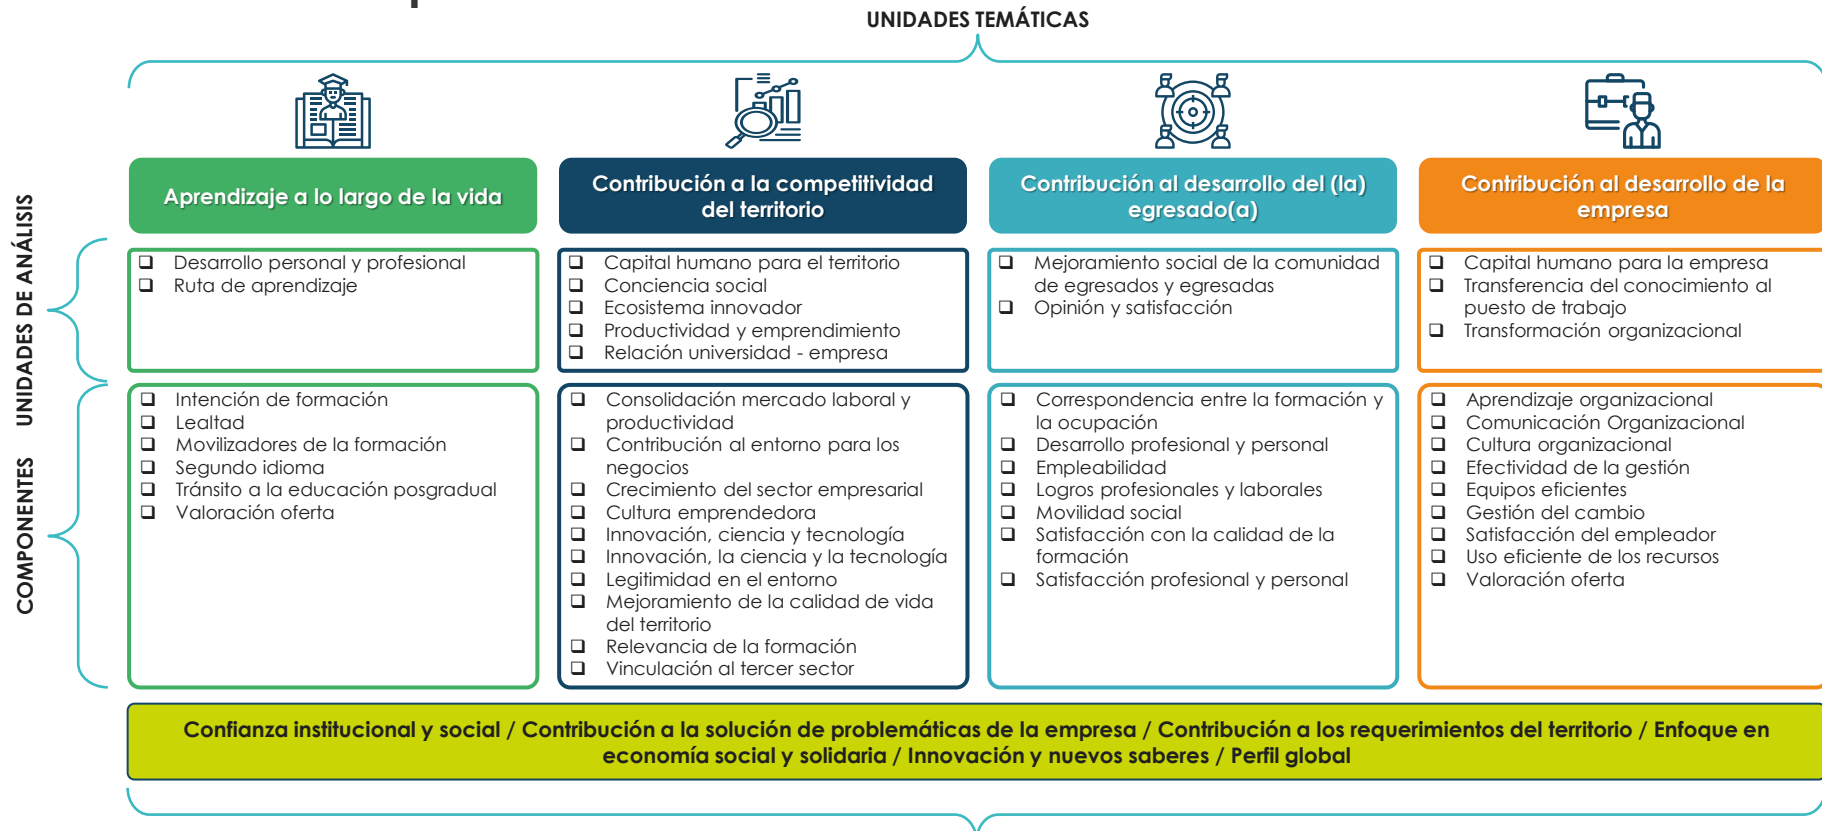 UNIDADES TEMÁTICAS
Aprendizaje a lo largo de la vida
Contribución a la competitividad
del territorio
Contribución al desarrollo del (la)
egresado(a)
Contribución al desarrollo de la
empresa
UNIDADES DE ANÁLISIS
Desarrollo personal y profesional
Ruta de aprendizaje
Capital humano para el territorio
Conciencia social
Ecosistema innovador
Productividad y emprendimiento
Relación universidad - empresa
Mejoramiento social de la comunidad
de egresados y egresadas
Opinión y satisfacción
Capital humano para la empresa
Transferencia del conocimiento al
puesto de trabajo
Transformación organizacional
COMPONENTES
Intención de formación
Lealtad
Movilizadores de la formación
Segundo idioma
Tránsito a la educación posgradual
Valoración oferta
Consolidación mercado laboral y
productividad
Contribución al entorno para los
negocios
Crecimiento del sector empresarial
Cultura emprendedora
Innovación, ciencia y tecnología
Innovación, la ciencia y la tecnología
Legitimidad en el entorno
Mejoramiento de la calidad de vida
del territorio
Relevancia de la formación
Vinculación al tercer sector
Correspondencia entre la formación y
la ocupación
Desarrollo profesional y personal
Empleabilidad
Logros profesionales y laborales
Movilidad social
Satisfacción con la calidad de la
formación
Satisfacción profesional y personal
Aprendizaje organizacional
Comunicación Organizacional
Cultura organizacional
Efectividad de la gestión
Equipos eficientes
Gestión del cambio
Satisfacción del empleador
Uso eficiente de los recursos
Valoración oferta
Confianza institucional y social / Contribución a la solución de problemáticas de la empresa / Contribución a los requerimientos del territorio / Enfoque en
economía social y solidaria / Innovación y nuevos saberes / Perfil global